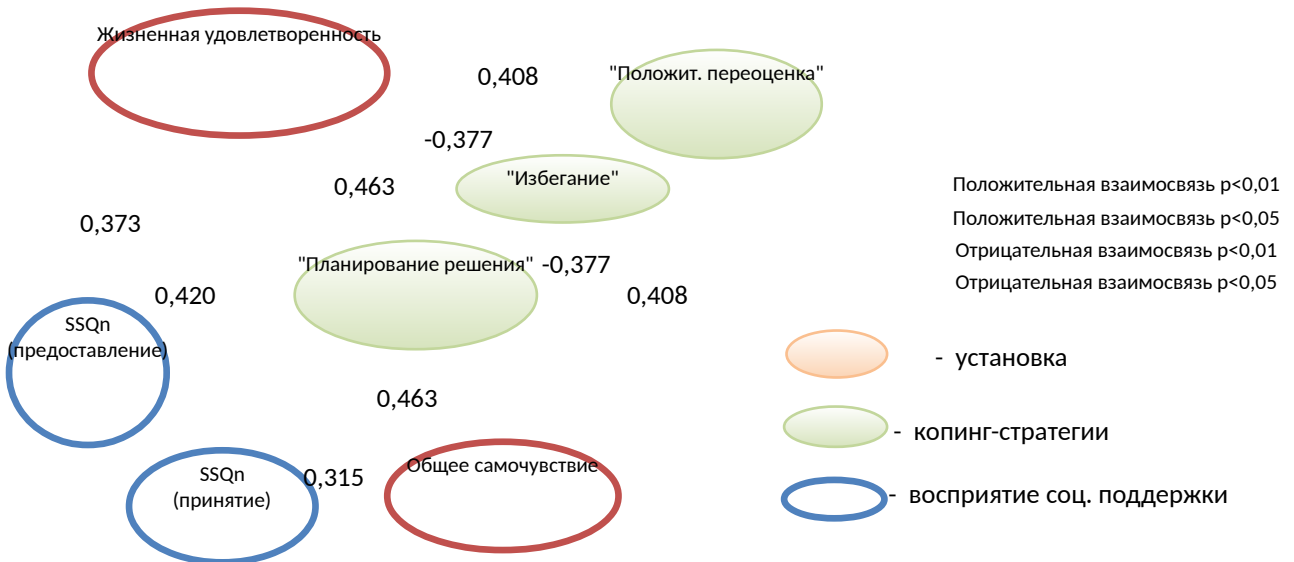 Жизненная удовлетворенность
0,408
"Положит. переоценка"
-0,377
0,463
"Избегание"
0,373
"Планирование решения"
-0,377
0,420
0,408
SSQn
(предоставление)
0,463
SSQn
(принятие)
0,315
Общее самочувствие
Положительная взаимосвязь p<0,01
Положительная взаимосвязь p<0,05
Отрицательная взаимосвязь p<0,01
Отрицательная взаимосвязь p<0,05
- установка
- копинг-стратегии
- восприятие соц. поддержки